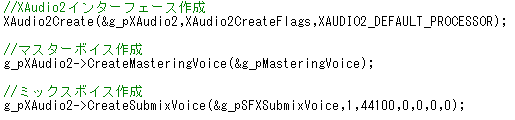 //XAudio2インターフェース作成
XAudio2Create(&g_pXAudio2,XAudio2CreateFlags,XAUDIO2_DEFAULT_PROCESSOR);
//マスターボイス作成
g_pXAudio2->CreateMasteringVoice(&g_pMasteringVoice);
//ミックスボイス作成
g_pXAudio2->CreateSubmixVoice(&g_pSFXSubmixVoice,1,44100,0,0,0,0);